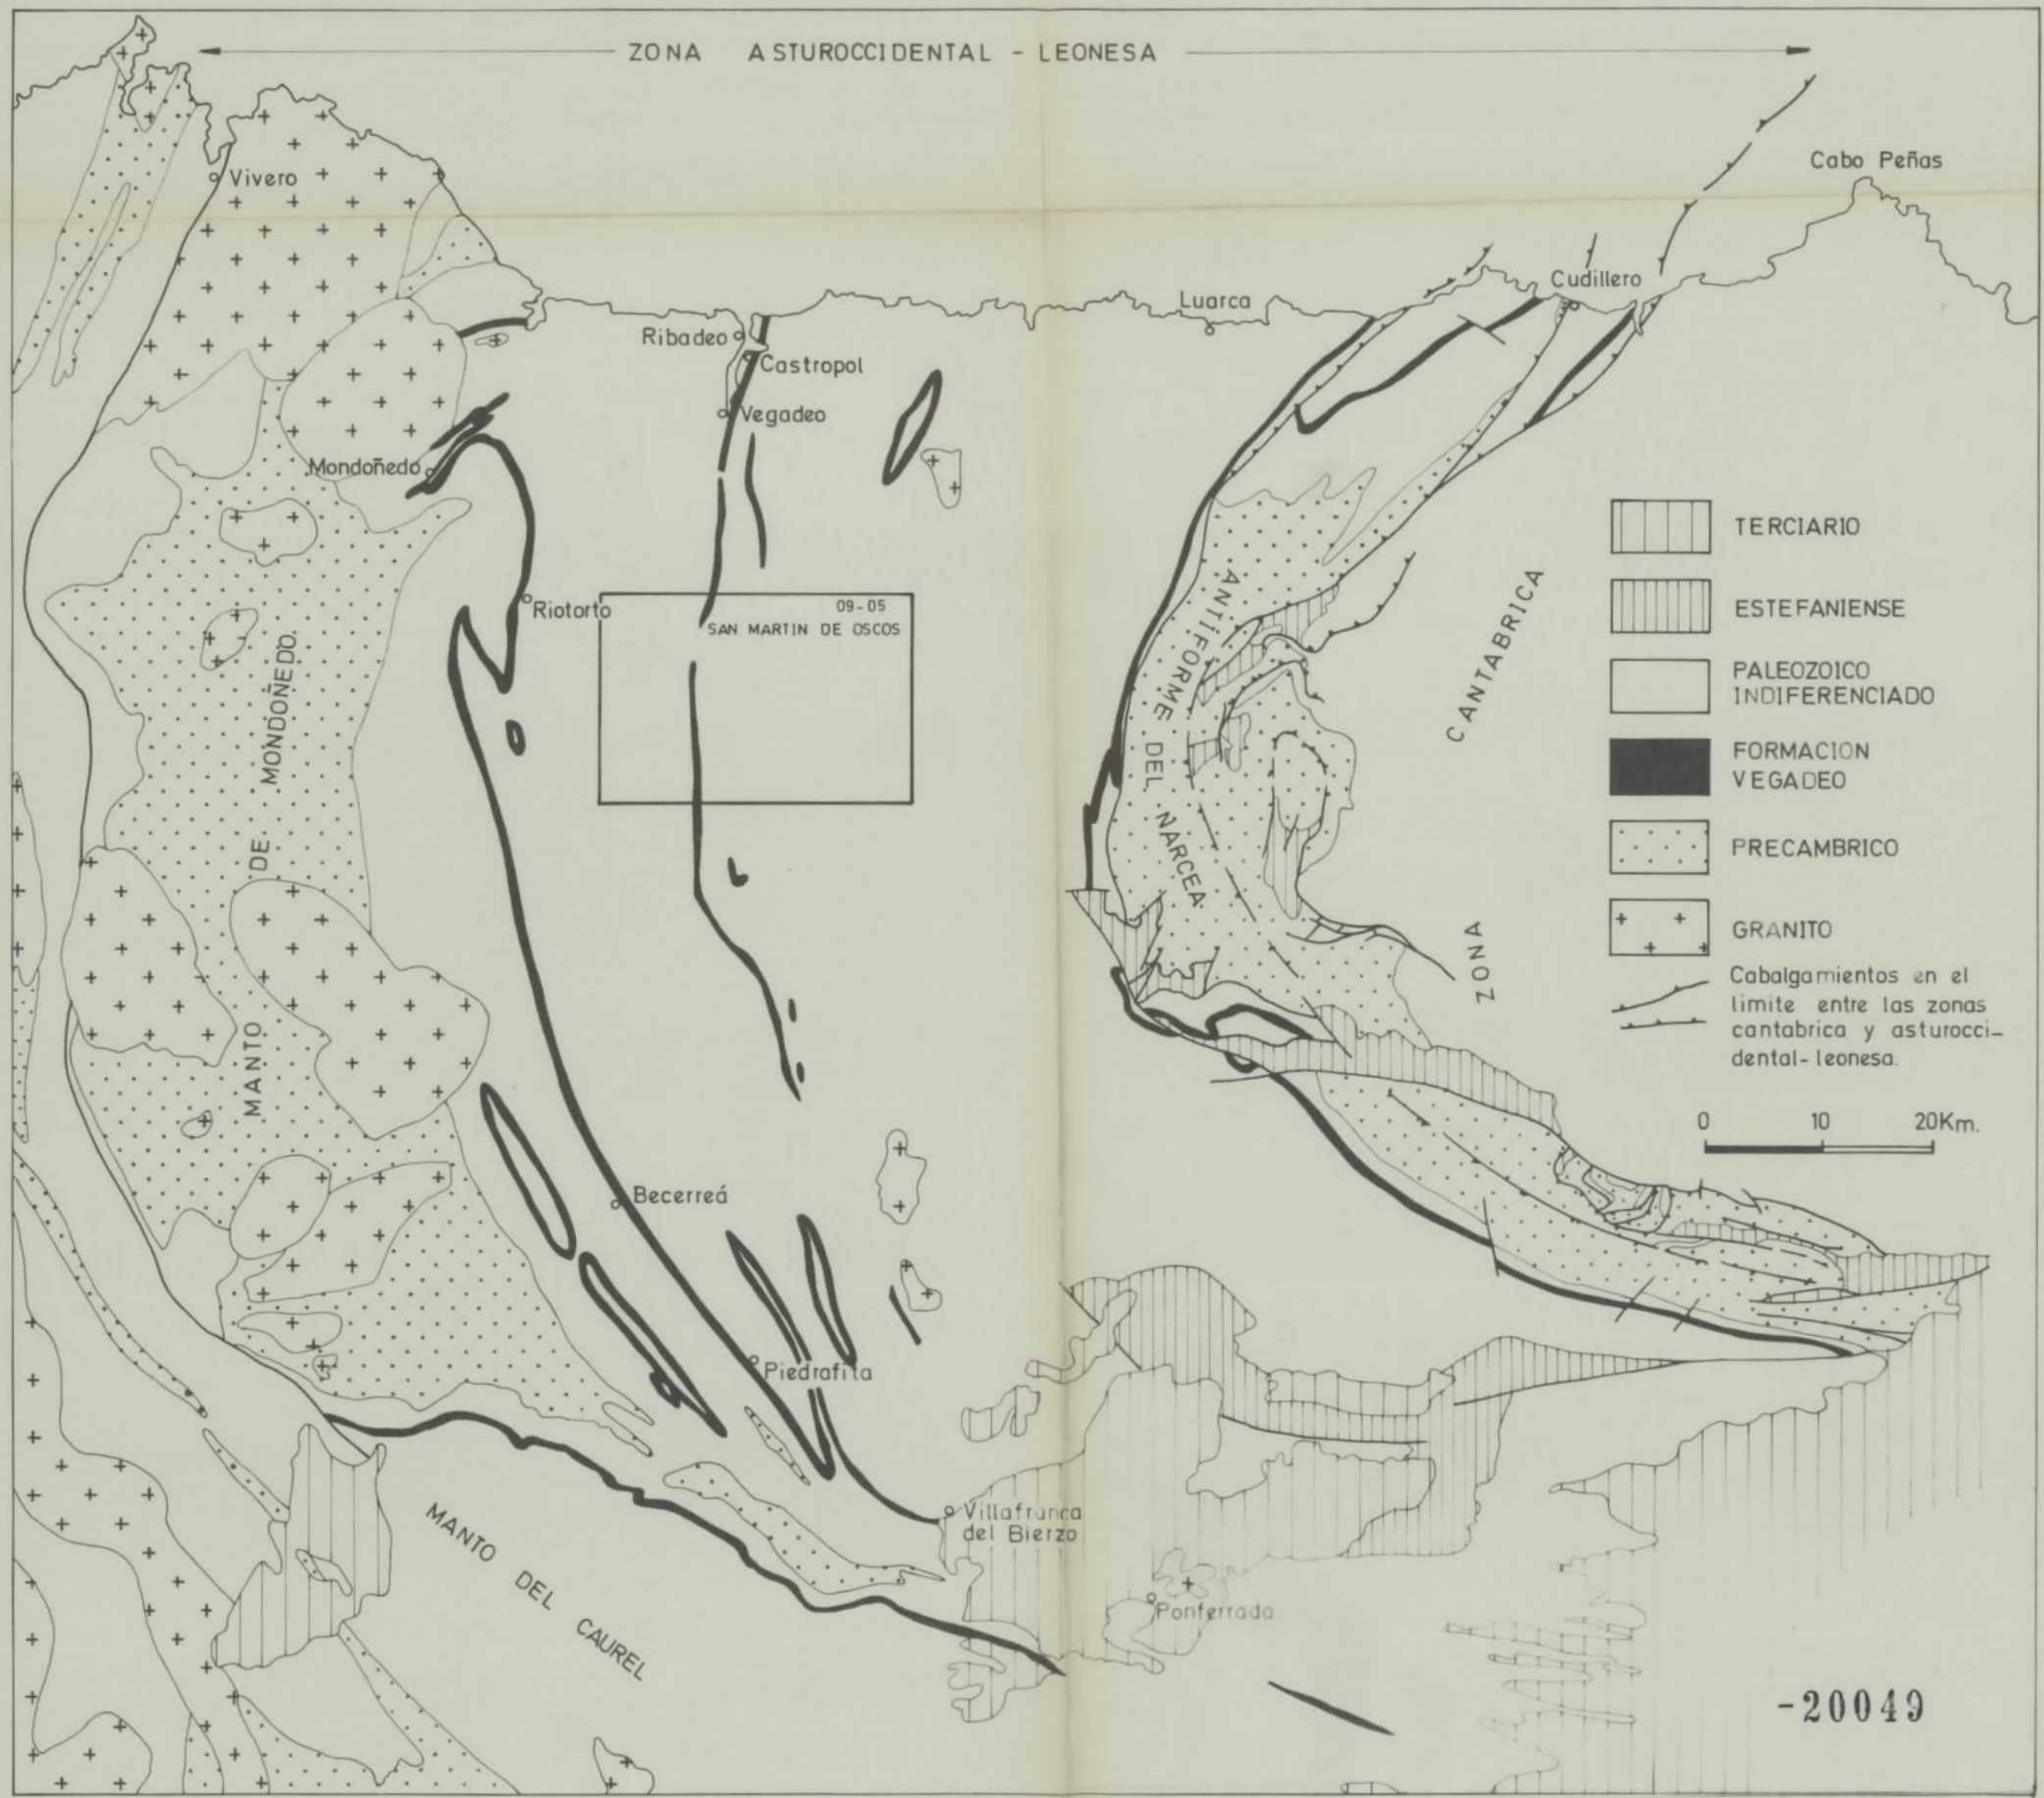 ZONA ASTUROCCIDENTAL - LEONESA
Cabo Peñas
Vivero
Cudillero
Luarca
Ribadeo
Castropol
Vegadeo
Mondoñedo
Riotorto
09-05
SAN MARTIN DE OSCOS
MANTO DE MONDOÑEDO
ANTIFORME DEL NARCEA
ZONA CANTABRICA
TERCIARIO
ESTEFANIENSE
PALEOZOICO
INDIFERENCIADO
FORMACION
VEGADEO
PRECAMBRICO
GRANITO
Cabalgamientos en el
limite entre las zonas
cantabrica y asturocci-
dental-leonesa.
0 10 20Km.
Becerreá
Piedrafita
Villafranca
del Bierzo
Ponferrada
MANTO DEL CAUREL
-20049